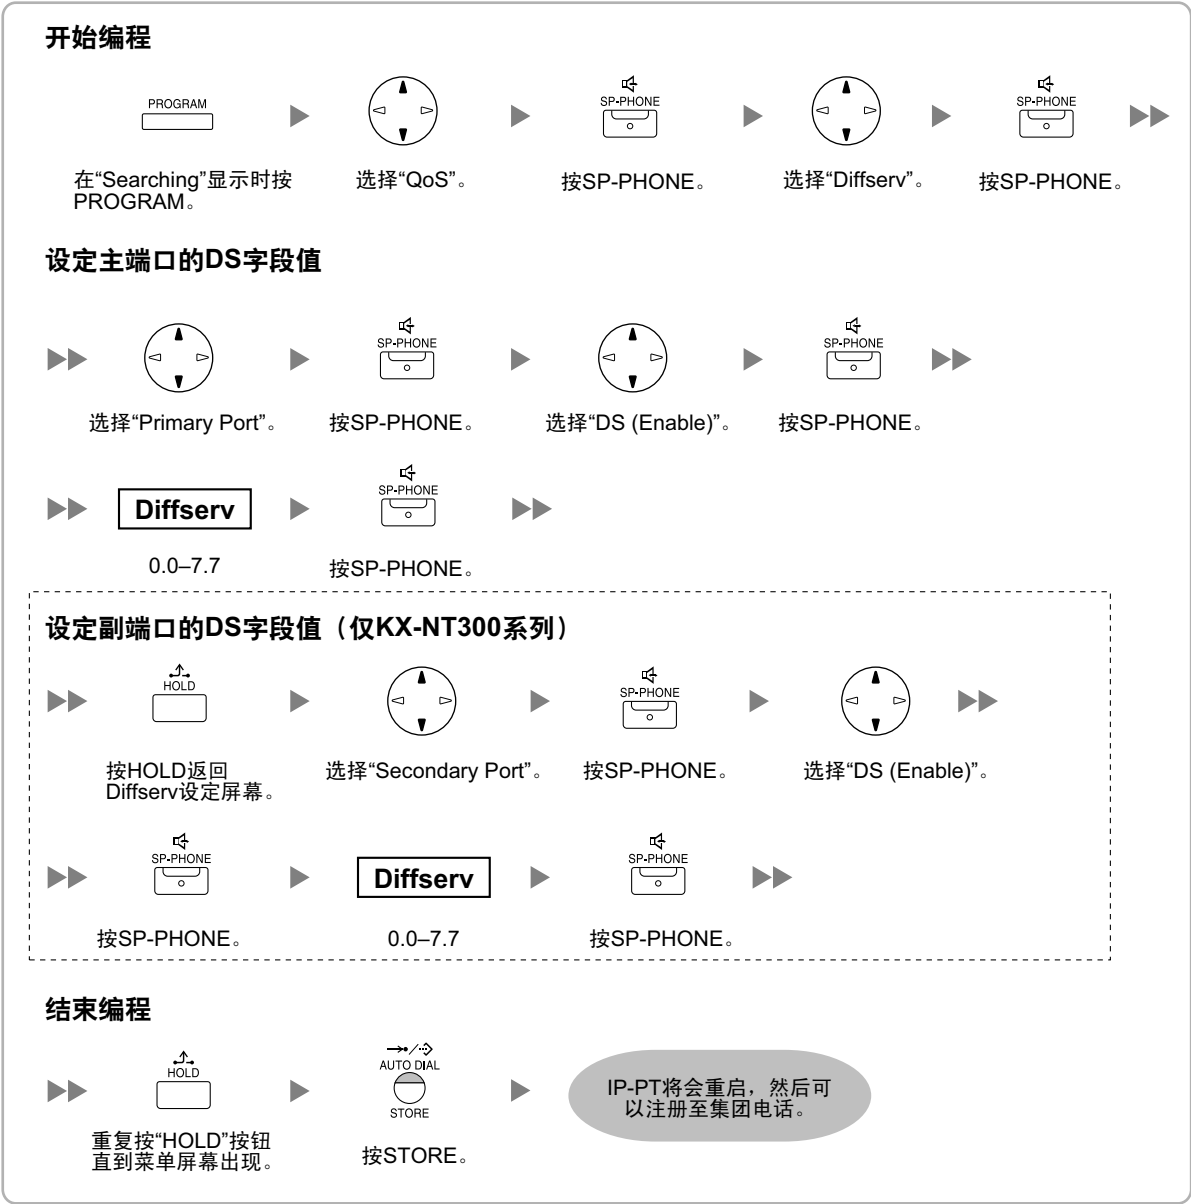 开始编程
PROGRAM
SP-PHONE
SP-PHONE
在“Searching”显示时按
PROGRAM。
选择“QoS”。
按SP-PHONE。
选择“Diffserv”。
按SP-PHONE。
设定主端口的DS字段值
SP-PHONE
SP-PHONE
选择“Primary Port”。
按SP-PHONE。
选择“DS (Enable)”。
按SP-PHONE。
Diffserv
SP-PHONE
0.0–7.7
按SP-PHONE。
设定副端口的DS字段值（仅KX-NT300系列）
HOLD
SP-PHONE
按HOLD返回
Diffserv设定屏幕。
选择“Secondary Port”。
按SP-PHONE。
选择“DS (Enable)”。
SP-PHONE
Diffserv
SP-PHONE
按SP-PHONE。
0.0–7.7
按SP-PHONE。
结束编程
HOLD
AUTO DIAL
STORE
IP-PT将会重启，然后可
以注册至集团电话。
重复按“HOLD”按钮
直到菜单屏幕出现。
按STORE。